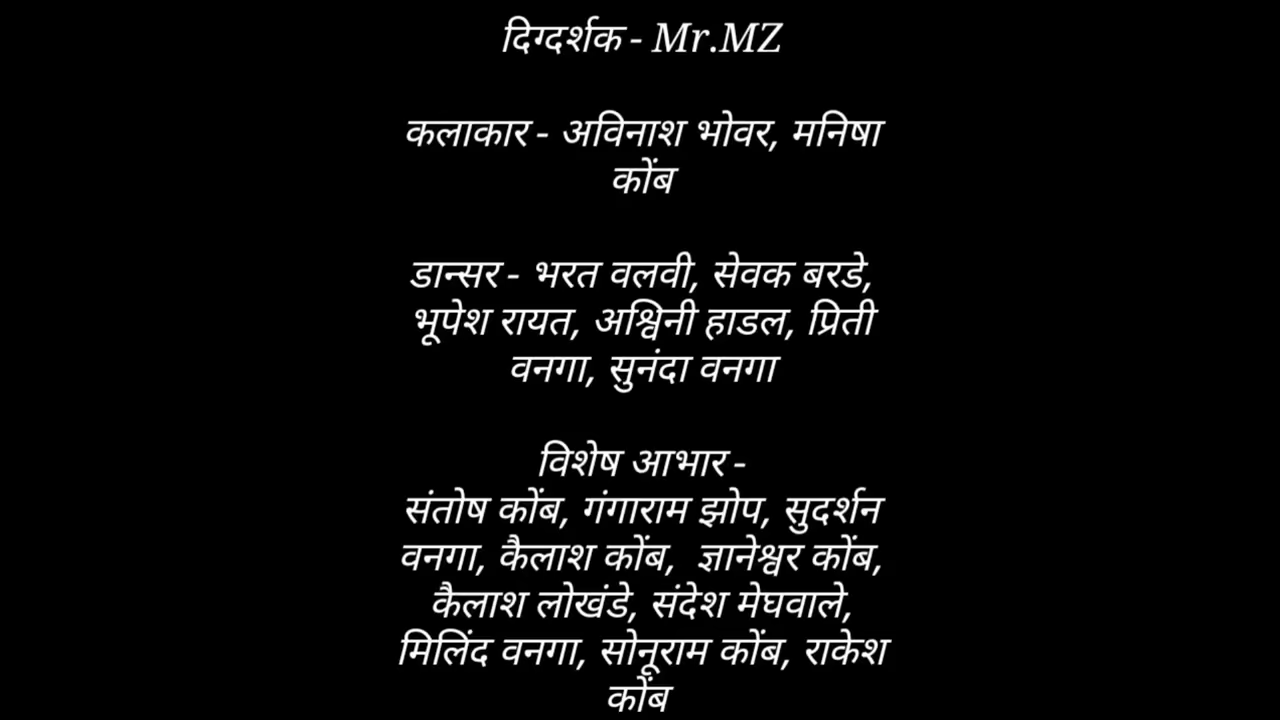 दिग्दर्शक - Mr.MZ
कलाकार - अविनाश भोवर, मनिषा
कोंब
डान्सर - भरत वलवी, सेवक बरडे,
भूपेश रायत, अश्विनी हाडल, प्रिती
वनगा, सुनंदा वनगा
विशेष आभार -
संतोष कोंब, गंगाराम झोप, सुदर्शन
वनगा, कैलाश कोंब, ज्ञानेश्वर कोंब,
कैलाश लोखंडे, संदेश मेघवाले,
मिलिंद वनगा, सोनूराम कोंब, राकेश
कोंब